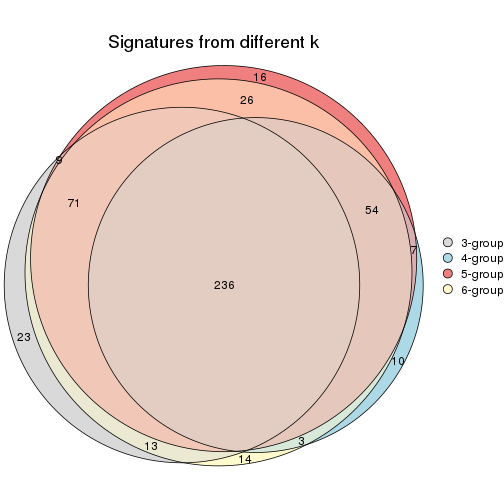 Signatures from different k
16
26
9
71
54
7
236
3-group
4-group
5-group
6-group
23
10
13
3
14